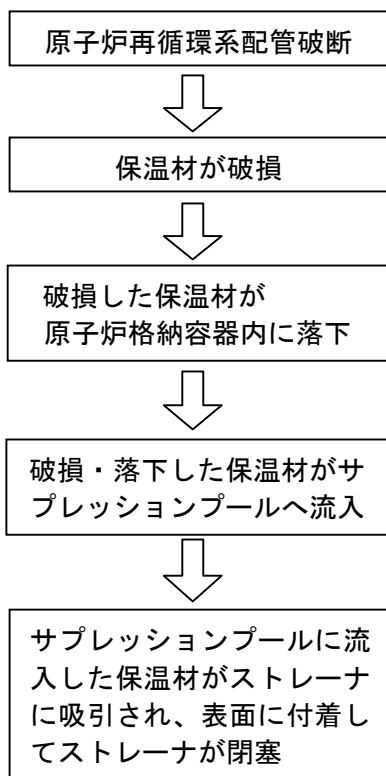 原子炉再循環系配管破断
保温材が破損
破損した保温材が
原子炉格納容器内に落下
破損・落下した保温材がサ
プレッションプールへ流入
サプレッションプールに流
入した保温材がストレーナ
に吸引され、表面に付着し
てストレーナが閉塞